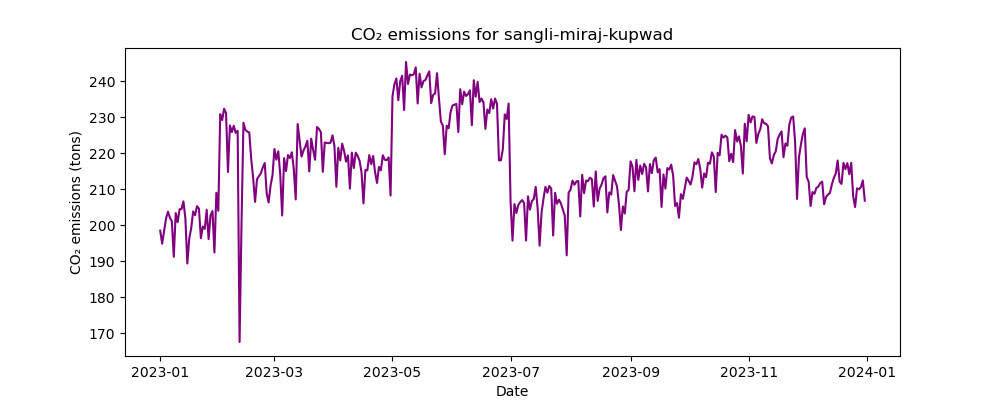 CO₂ emissions for sangli-miraj-kupwad
CO₂ emissions (tons)
240
230
220
210
200
190
180
170
2023-01 2023-03 2023-05 2023-07 2023-09 2023-11 2024-01
Date